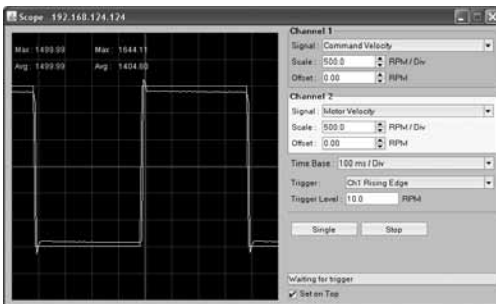 Scope 192.168.124.124
Max: 1499.99 Max: 1644.11
Avg: 1499.99 Avg: 1404.80
Channel 1
Signal: Command Velocity
Scale: 500.0 RPM / Div
Offset: 0.00 RPM
Channel 2
Signal: Motor Velocity
Scale: 500.0 RPM / Div
Offset: 0.00 RPM
Time Base: 100 ms / Div
Trigger: Ch1 Rising Edge
Trigger Level: 10.0 RPM
Single Stop
Waiting for trigger
Set on Top